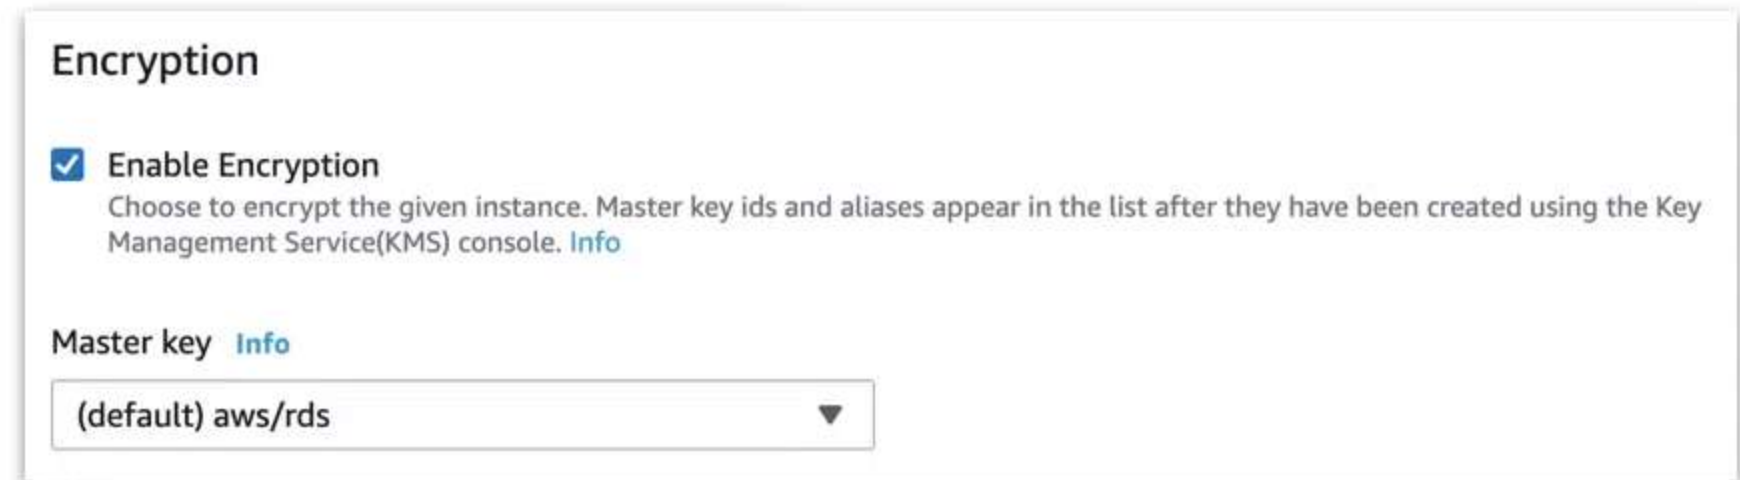 Encryption
Enable Encryption
Choose to encrypt the given instance. Master key ids and aliases appear in the list after they have been created using the Key
Management Service(KMS) console. Info
Master key Info
(default) aws/rds